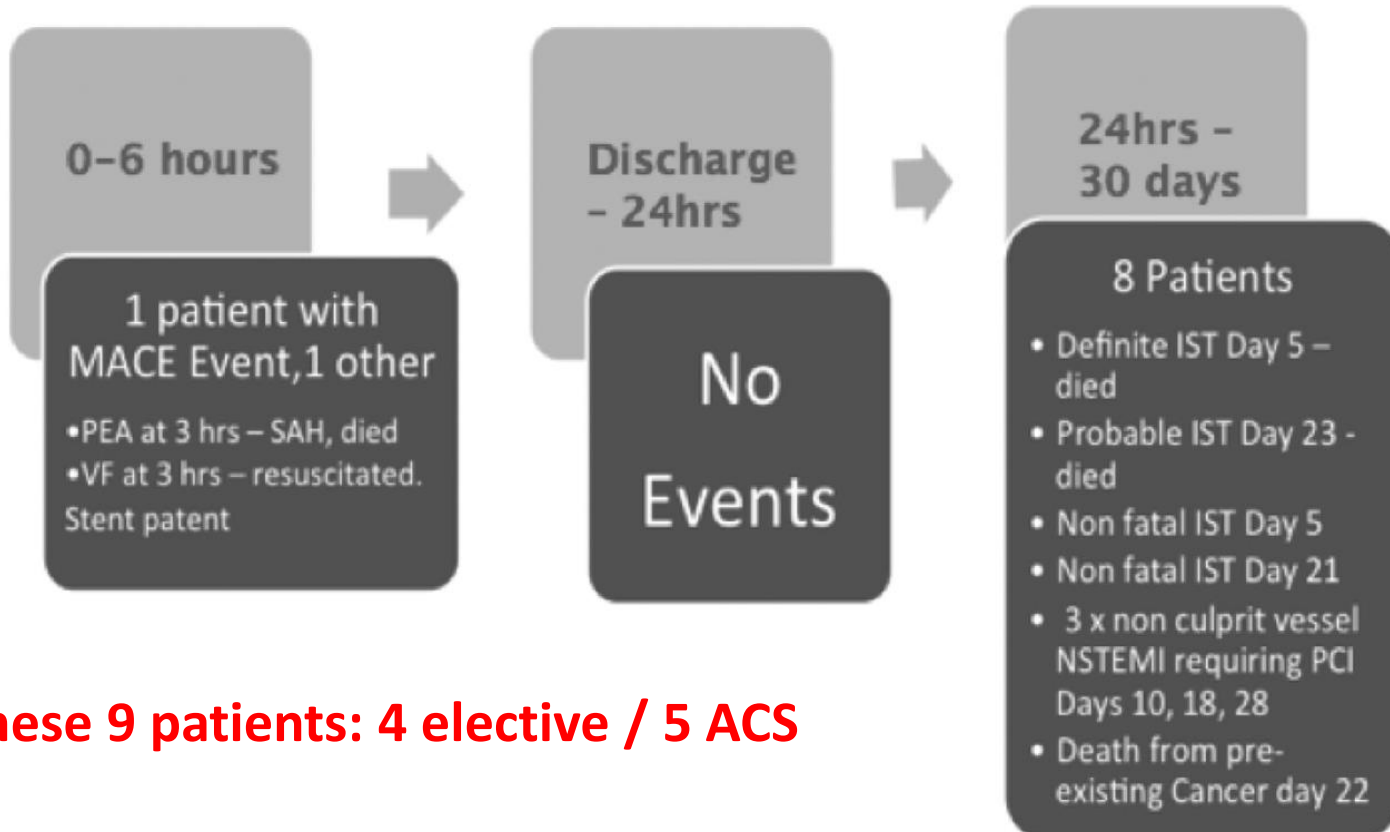 0–6 hours
1 patient with
MACE Event,1 other
•PEA at 3 hrs – SAH, died
•VF at 3 hrs – resuscitated.
Stent patent
Discharge
– 24hrs
No
Events
24hrs –
30 days
8 Patients
• Definite IST Day 5 –
died
• Probable IST Day 23 -
died
• Non fatal IST Day 5
• Non fatal IST Day 21
• 3 x non culprit vessel
NSTEMI requiring PCI
Days 10, 18, 28
• Death from pre-
existing Cancer day 22
hese 9 patients: 4 elective / 5 ACS